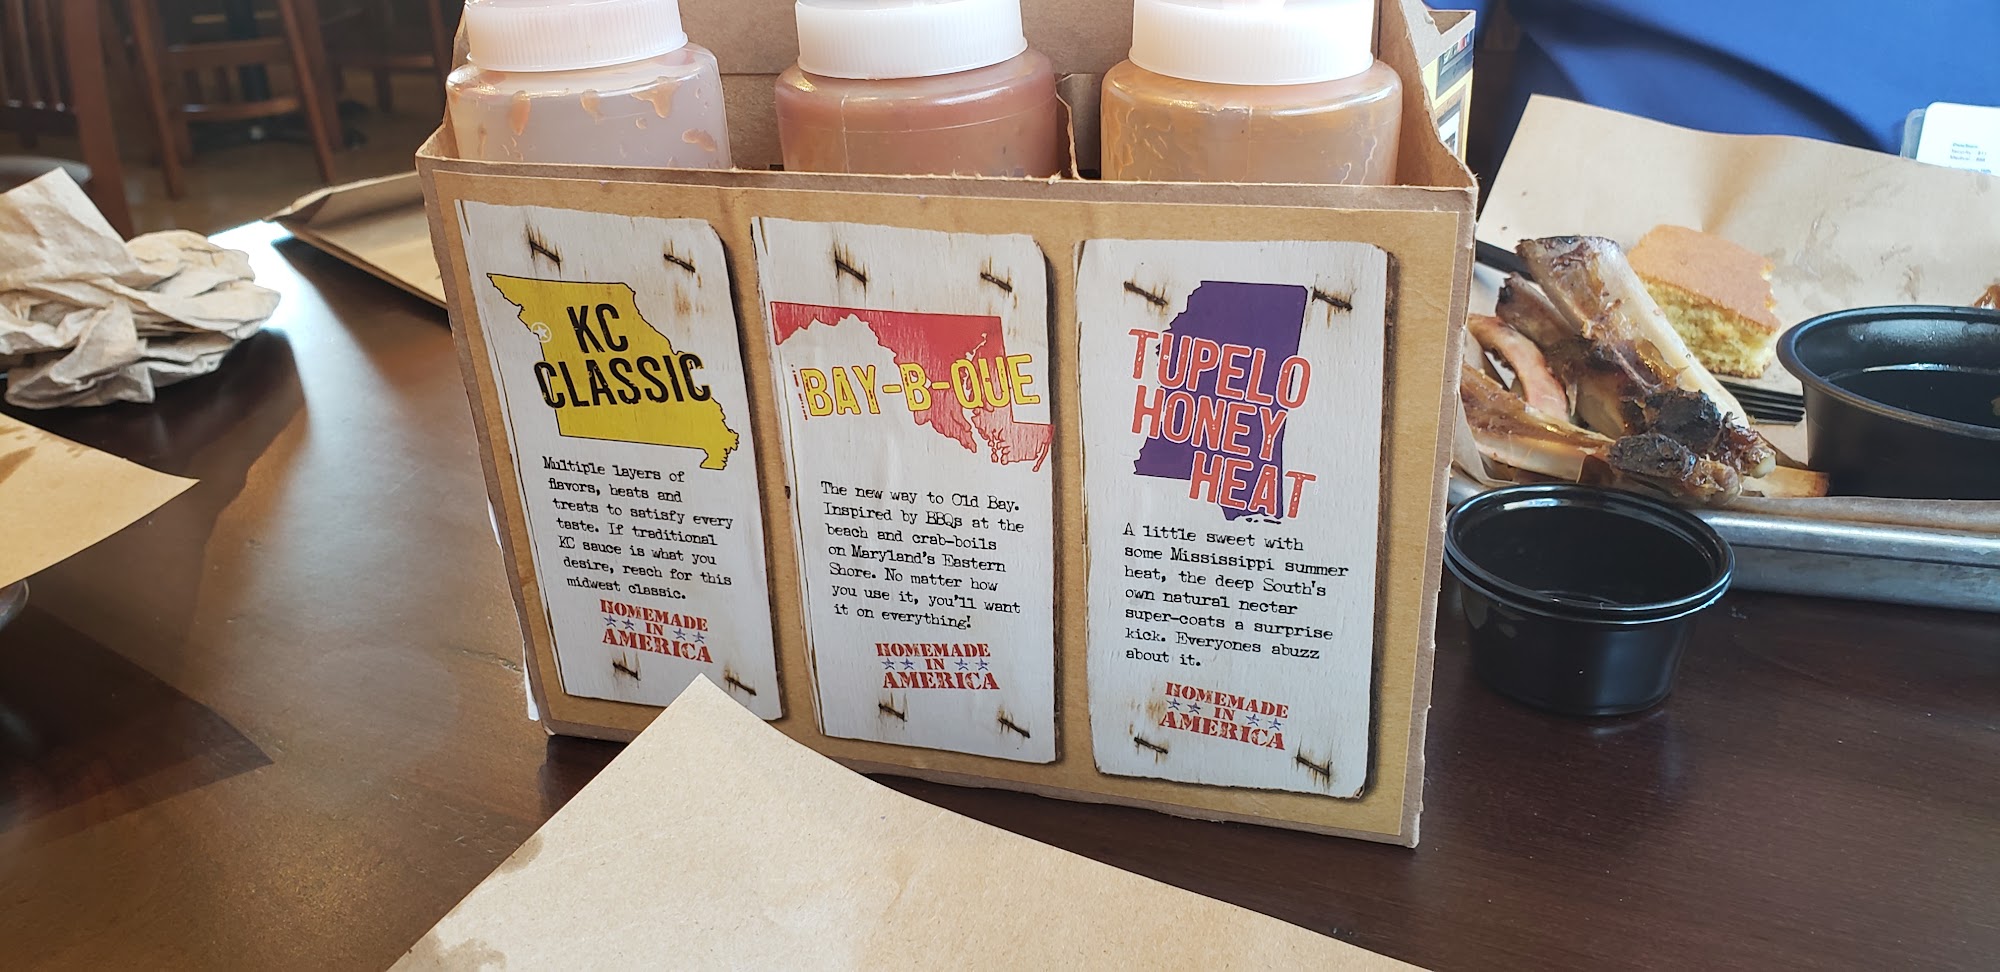 KC
CLASSIC
Multiple layers of
flavors, heats and
treats to satisfy every
taste. If traditional
KC sauce is what you
desire, reach for this
midwest classic.
HOMEMADE
IN
AMERICA
BAY-B-QUE
The new way to Old Bay.
Inspired by BBQs at the
beach and crab-boils
on Maryland's Eastern
Shore. No matter how
you use it, you'll want
it on everything!
HOMEMADE
IN
AMERICA
TUPELO
HONEY
HEAT
A little sweet with
some Mississippi summer
heat, the deep South's
own natural nectar
super-coats a surprise
kick. Everyones abuzz
about it.
HOMEMADE
IN
AMERICA